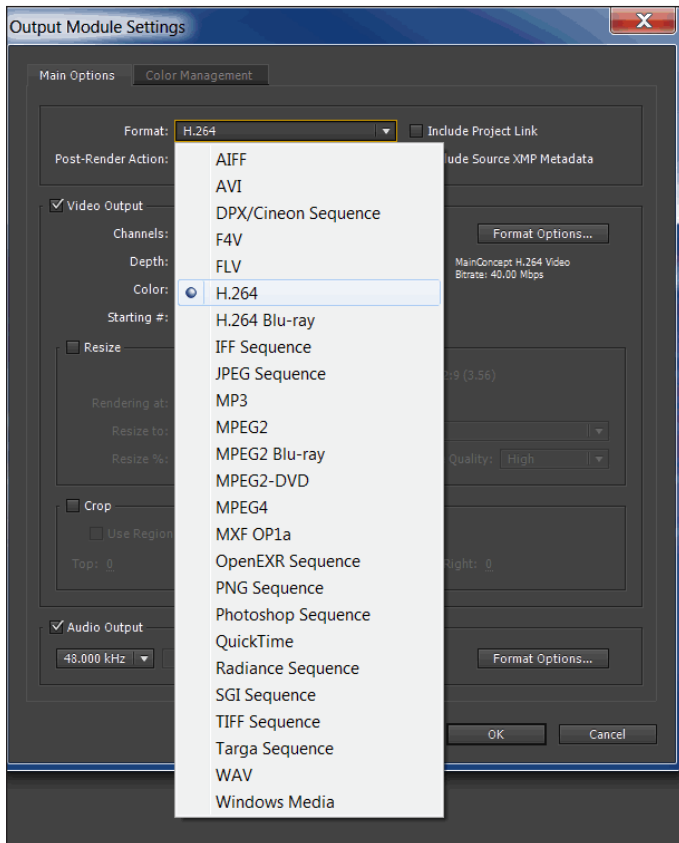 Output Module Settings
X
Main Options
Color Management
Format: H.264
Include Project Link
Post-Render Action:
lude Source XMP Metadata
AIFF
AVI
DPX/Cineon Sequence
F4V
FLV
H.264
H.264 Blu-ray
IFF Sequence
JPEG Sequence
MP3
MPEG2
MPEG2 Blu-ray
MPEG2-DVD
MPEG4
MXF OP1a
OpenEXR Sequence
PNG Sequence
Photoshop Sequence
QuickTime
Radiance Sequence
SGI Sequence
TIFF Sequence
Targa Sequence
WAV
Windows Media
Video Output
Channels:
Format Options...
Depth:
MainConcept H.264 Video
Bitrate: 40.00 Mbps
Color:
Starting #:
Resize
2:9 (3.56)
Rendering at:
Resize to:
Resize %:
Quality: High
Crop
Use Region
Top: 0
Right: 0
Audio Output
48.000 kHz
Format Options...
OK
Cancel